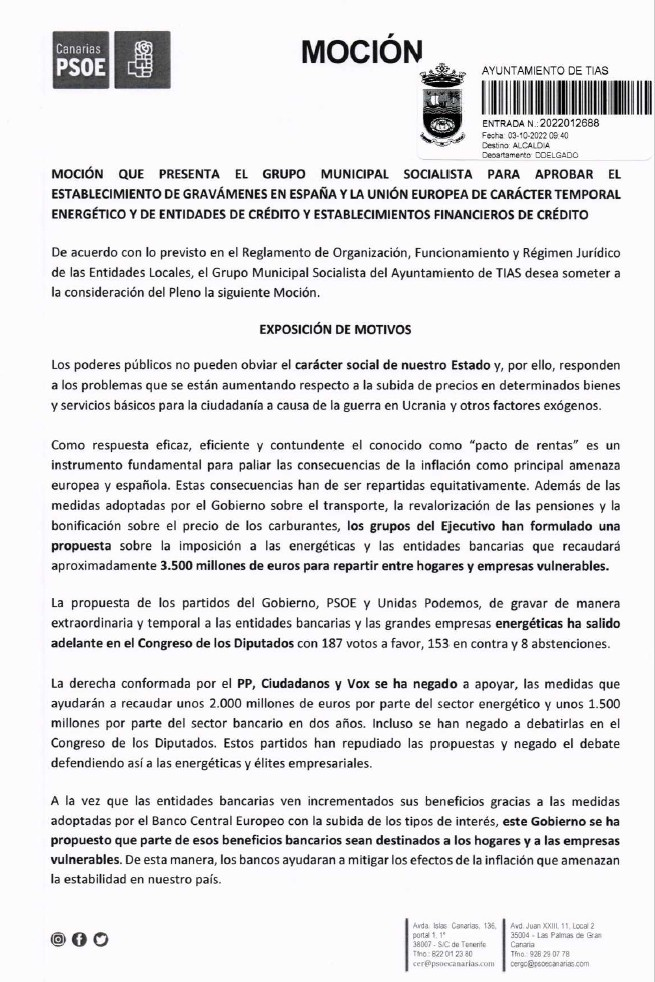 Canarias
PSOE
MOCIÓN
AYUNTAMIENTO DE TIAS
ENTRADA N.:2022012688
Fecha: 03-10-2022 09:40
Destino: ALCALDIA
Departamento: DDELGADO
MOCIÓN QUE PRESENTA EL GRUPO MUNICIPAL SOCIALISTA PARA APROBAR EL
ESTABLECIMIENTO DE GRAVÁMENES EN ESPAÑA Y LA UNIÓN EUROPEA DE CARÁCTER TEMPORAL
ENERGÉTICO Y DE ENTIDADES DE CRÉDITO Y ESTABLECIMIENTOS FINANCIEROS DE CRÉDITO
De acuerdo con lo previsto en el Reglamento de Organización, Funcionamiento y Régimen Jurídico
de las Entidades Locales, el Grupo Municipal Socialista del Ayuntamiento de TIAS desea someter a
la consideración del Pleno la siguiente Moción.
EXPOSICIÓN DE MOTIVOS
Los poderes públicos no pueden obviar el carácter social de nuestro Estado y, por ello, responden
a los problemas que se están aumentando respecto a la subida de precios en determinados bienes
y servicios básicos para la ciudadanía a causa de la guerra en Ucrania y otros factores exógenos.
Como respuesta eficaz, eficiente y contundente el conocido como "pacto de rentas" es un
instrumento fundamental para paliar las consecuencias de la inflación como principal amenaza
europea y española. Estas consecuencias han de ser repartidas equitativamente. Además de las
medidas adoptadas por el Gobierno sobre el transporte, la revalorización de las pensiones y la
bonificación sobre el precio de los carburantes, los grupos del Ejecutivo han formulado una
propuesta sobre la imposición a las energéticas y las entidades bancarias que recaudará
aproximadamente 3.500 millones de euros para repartir entre hogares y empresas vulnerables.
La propuesta de los partidos del Gobierno, PSOE y Unidas Podemos, de gravar de manera
extraordinaria y temporal a las entidades bancarias y las grandes empresas energéticas ha salido
adelante en el Congreso de los Diputados con 187 votos a favor, 153 en contra y 8 abstenciones.
La derecha conformada por el PP, Ciudadanos y Vox se ha negado a apoyar, las medidas que
ayudarán a recaudar unos 2.000 millones de euros por parte del sector energético y unos 1.500
millones por parte del sector bancario en dos años. Incluso se han negado a debatirlas en el
Congreso de los Diputados. Estos partidos han repudiado las propuestas y negado el debate
defendiendo así a las energéticas y élites empresariales.
A la vez que las entidades bancarias ven incrementados sus beneficios gracias a las medidas
adoptadas por el Banco Central Europeo con la subida de los tipos de interés, este Gobierno se ha
propuesto que parte de esos beneficios bancarios sean destinados a los hogares y a las empresas
vulnerables. De esta manera, los bancos ayudaran a mitigar los efectos de la inflación que amenazan
la estabilidad en nuestro país.
Avda. Islas Canarias, 136,
portal 1, 1º
38007 - S/C de Tenerife
Tfno.: 822 01 23 80
cer@psoecanarias.com
Avd. Juan XXIII, 11, Local 2
35004 - Las Palmas de Gran
Canaria
Tfno.: 928 29 07 78
cergc@psoecanarias.com